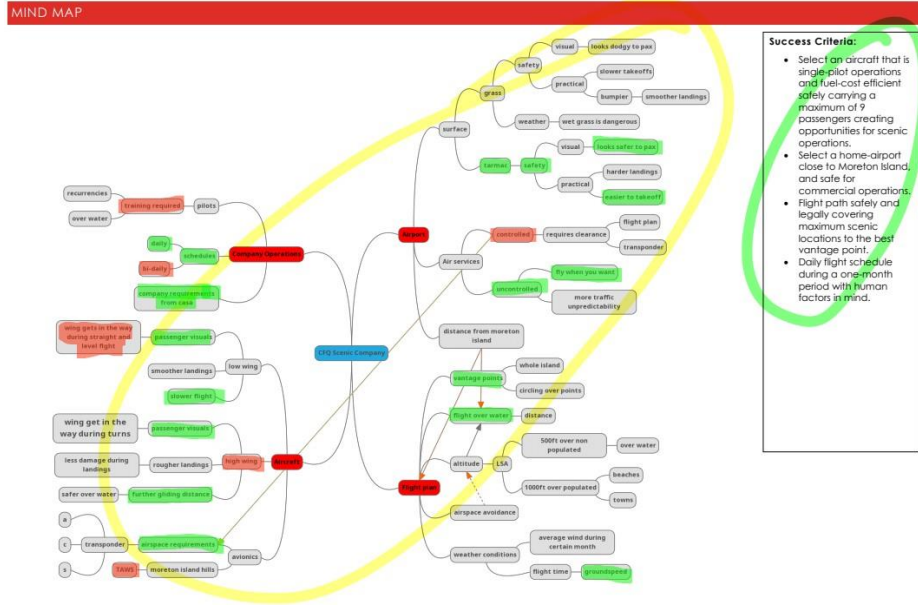 MIND MAP
Success Criteria:
• Select an aircraft that is
single-pilot operations
and fuel-cost efficient
safely carrying a
maximum of 9
passengers creating
opportunities for scenic
operations.
• Select a home-airport
close to Moreton Island,
and safe for
commercial operations.
• Flight path safely and
legally covering
maximum scenic
locations to the best
vantage point.
• Daily flight schedule
during a one-month
period with human
factors in mind.
CFQ Scenic Company
Company Operations
pilots
training required
recurrencies
over water
schedules
daily
bi-daily
company requirements
from case
Aircraft
low wing
passenger visuals
wing gets in the way
during straight and
level flight
smoother landings
slower flight
high wing
passenger visuals
wing get in the
way during turns
rougher landings
less damage during
landings
further gliding distance
safer over water
avionics
airspace requirements
transponder
a
c
s
moreton island hills
TAWS
Airport
surface
grass
safety
visual
looks dodgy to pax
practical
slower takeoffs
bumpier
smoother landings
weather
wet grass is dangerous
tarmac
safety
visual
looks safer to pax
practical
harder landings
easier to takeoff
Air services
controlled
requires clearance
flight plan
transponder
uncontrolled
fly when you want
more traffic
unpredictability
distance from moreton
island
Flight plan
vantage points
whole island
circling over points
flight over water
distance
altitude
LSA
500ft over non
populated
over water
1000ft over populated
beaches
towns
airspace avoidance
weather conditions
average wind during
certain month
flight time
groundspeed